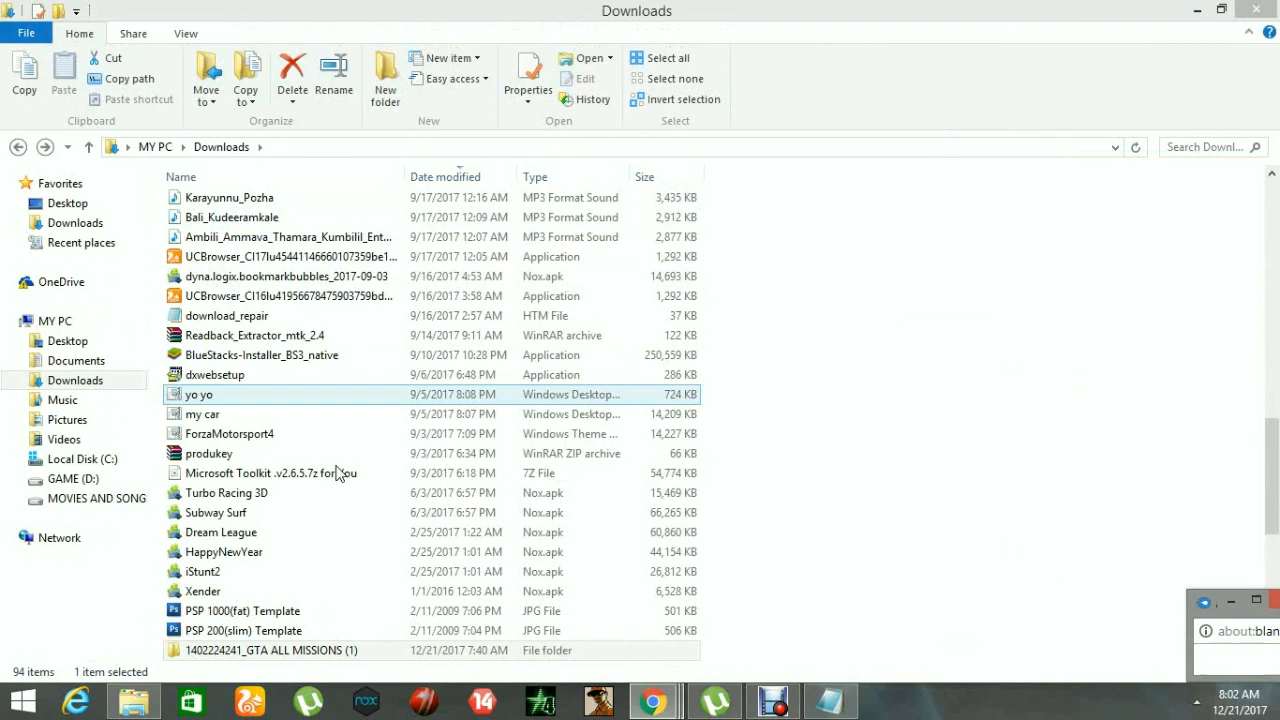 Downloads
File Home Share View
Copy Paste Cut Copy path Paste shortcut Move to Copy to Delete Rename New folder New item Easy access Properties Open Edit History Select all Select none Invert selection
Clipboard Organize New Open Select
MY PC Downloads Search Downl...
Name Date modified Type Size
Karayunnu_Pozha 9/17/2017 12:16 AM MP3 Format Sound 3,435 KB
Bali_Kudeeramkale 9/17/2017 12:09 AM MP3 Format Sound 2,912 KB
Ambili_Ammava_Thamara_Kumbilil_Ent... 9/17/2017 12:07 AM MP3 Format Sound 2,877 KB
UCBrowser_CI17Iu45441146660107359be1... 9/17/2017 12:05 AM Application 1,292 KB
dyna.logix.bookmarkbubbles_2017-09-03 9/16/2017 4:53 AM Nox.apk 14,693 KB
UCBrowser_CI16Iu41956678475903759bd... 9/16/2017 3:58 AM Application 1,292 KB
download_repair 9/16/2017 2:57 AM HTM File 37 KB
Readback_Extractor_mtk_2.4 9/14/2017 9:11 AM WinRAR archive 122 KB
BlueStacks-Installer_BS3_native 9/10/2017 10:28 PM Application 250,559 KB
dxwebsetup 9/6/2017 6:48 PM Application 286 KB
yo yo 9/5/2017 8:08 PM Windows Desktop... 724 KB
my car 9/5/2017 8:07 PM Windows Desktop... 14,209 KB
ForzaMotorsport4 9/3/2017 7:09 PM Windows Theme ... 14,227 KB
produkey 9/3/2017 6:34 PM WinRAR ZIP archive 66 KB
Microsoft Toolkit .v2.6.5.7z for you 9/3/2017 6:18 PM 7Z File 54,774 KB
Turbo Racing 3D 6/3/2017 6:57 PM Nox.apk 15,469 KB
Subway Surf 6/3/2017 6:57 PM Nox.apk 66,265 KB
Dream League 2/25/2017 1:22 AM Nox.apk 60,860 KB
HappyNewYear 2/25/2017 1:01 AM Nox.apk 44,154 KB
iStunt2 2/25/2017 1:01 AM Nox.apk 26,812 KB
Xender 1/1/2016 12:03 AM Nox.apk 6,528 KB
PSP 1000(fat) Template 2/11/2009 7:06 PM JPG File 501 KB
PSP 200(slim) Template 2/11/2009 7:04 PM JPG File 506 KB
1402224241_GTA ALL MISSIONS (1) 12/21/2017 7:40 AM File folder
Favorites
Desktop
Downloads
Recent places
OneDrive
MY PC
Desktop
Documents
Downloads
Music
Pictures
Videos
Local Disk (C:)
GAME (D:)
MOVIES AND SONG
Network
about:blan
94 items 1 item selected
nox 14
8:02 AM
12/21/2017